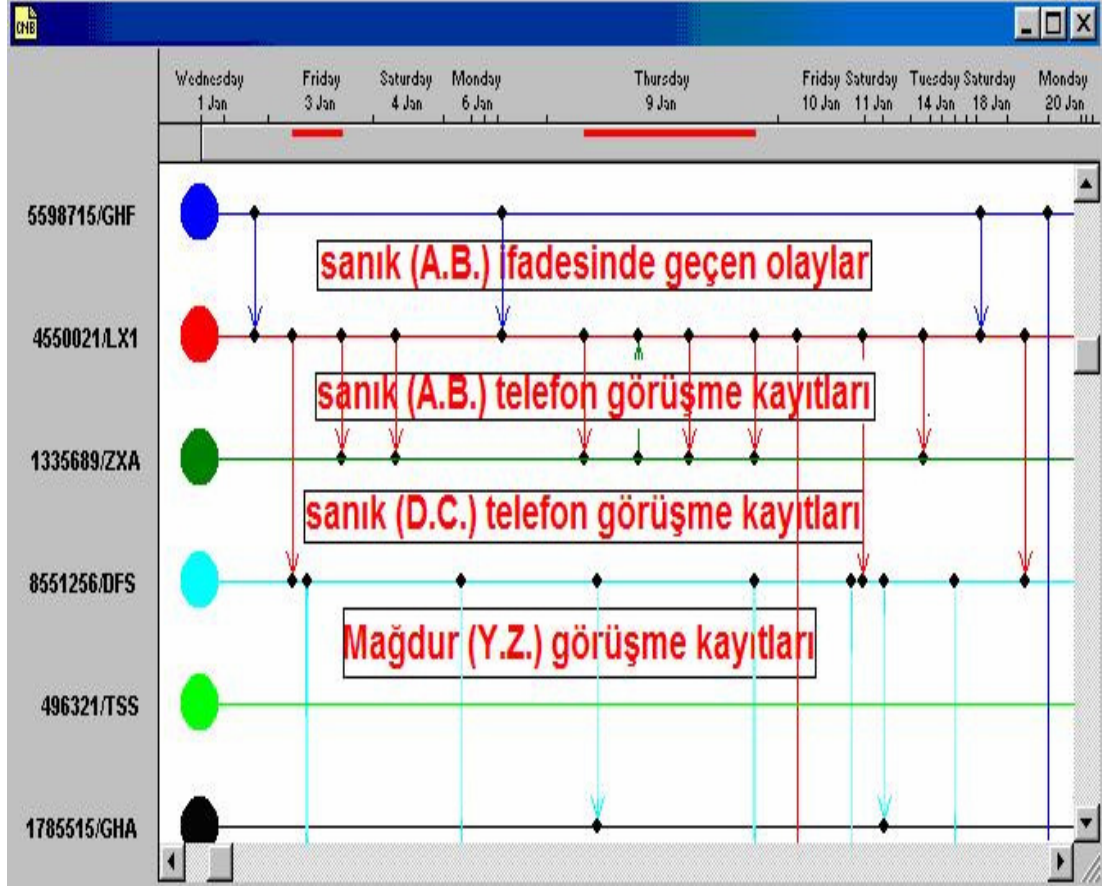 CNB
Wednesday Friday Saturday Monday Thursday Friday Saturday Tuesday Saturday Monday
1 Jan 3 Jan 4 Jan 6 Jan 9 Jan 10 Jan 11 Jan 14 Jan 18 Jan 20 Jan
5598715/GHF
sanık (A.B.) ifadesinde geçen olaylar
4550021/LX1
sanık (A.B.) telefon görüşme kayıtları
1335689/ZXA
sanık (D.C.) telefon görüşme kayıtları
8551256/DFS
Mağdur (Y.Z.) görüşme kayıtları
496321/TSS
1785515/GHA